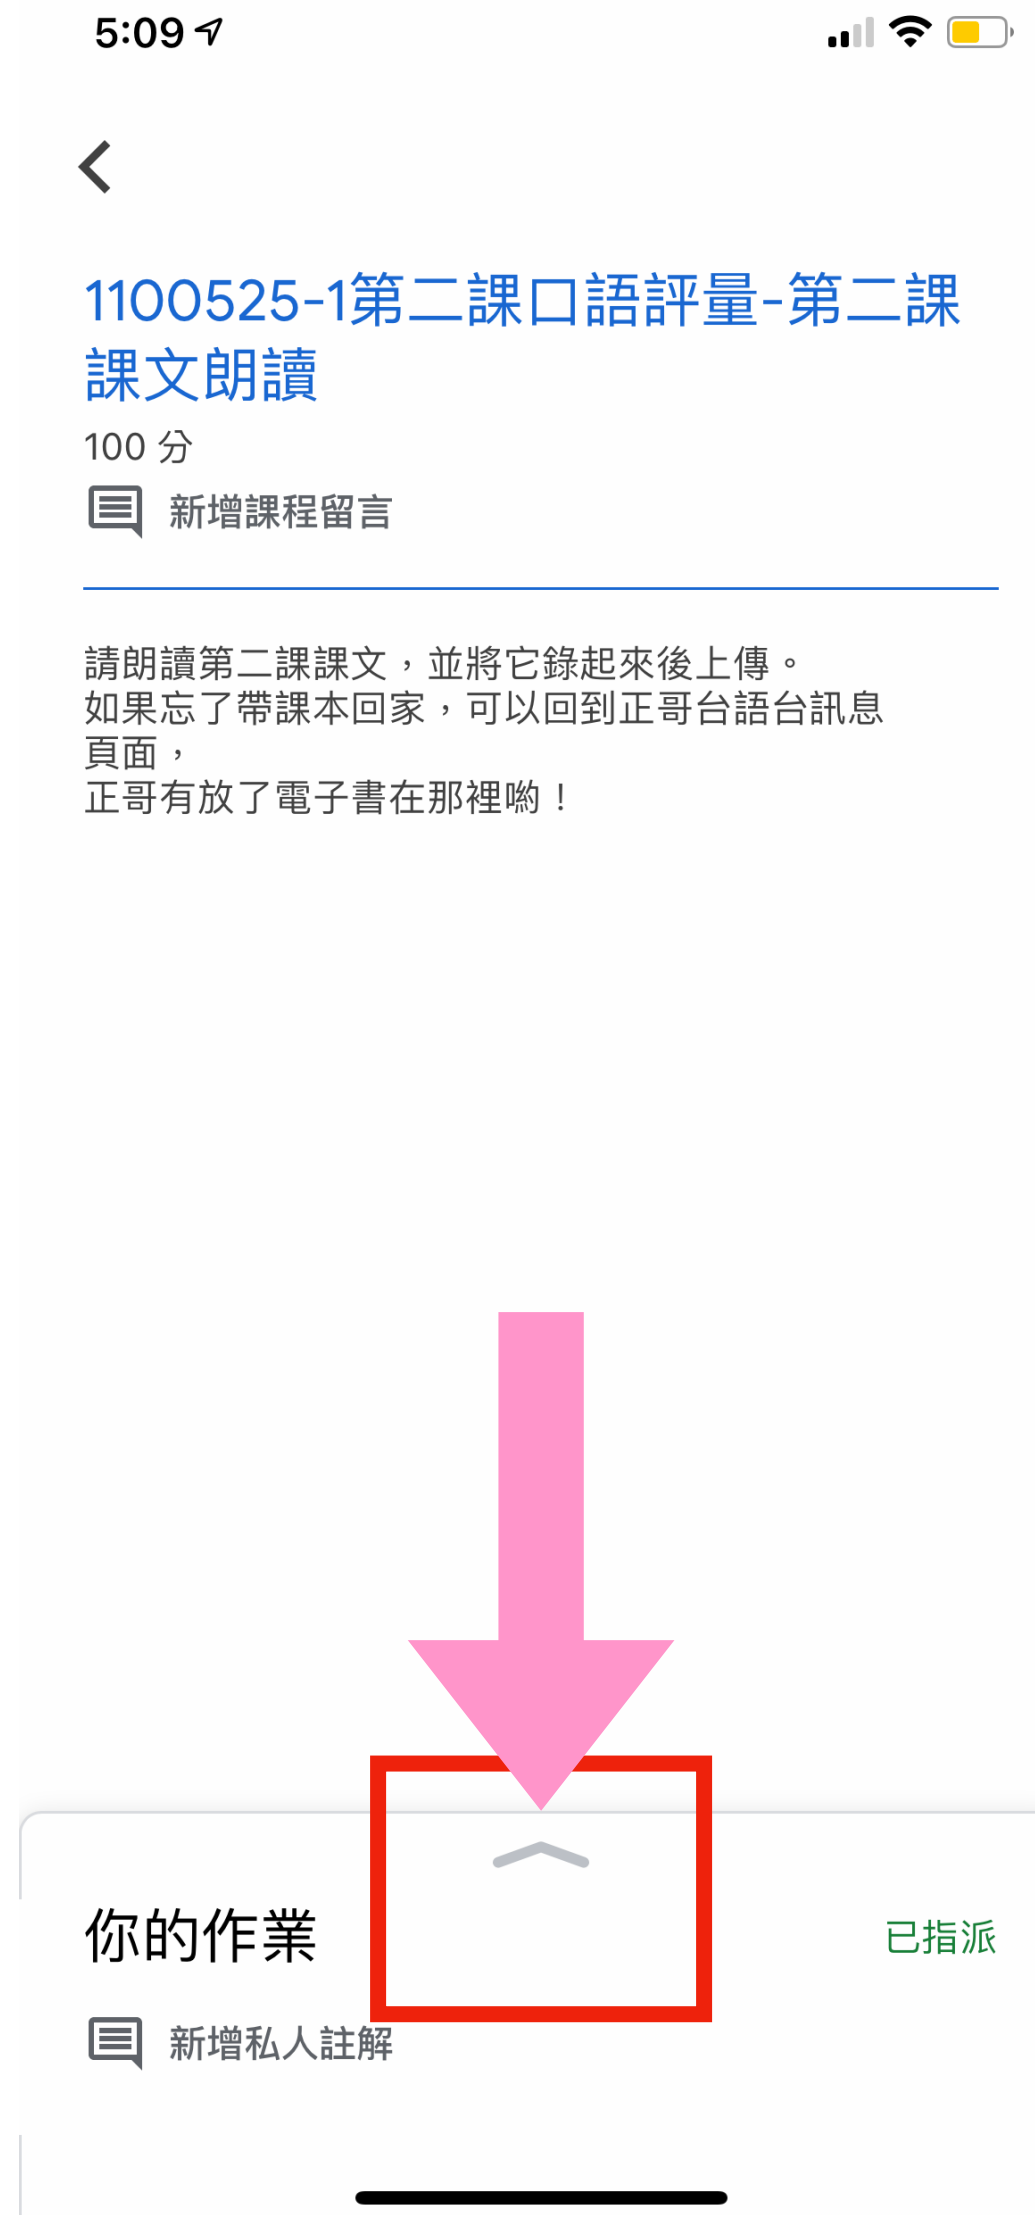 5:09
1100525-1第二課口語評量-第二課
課文朗讀
100 分
新增課程留言
請朗讀第二課課文，並將它錄起來後上傳。
如果忘了帶課本回家，可以回到正哥台語台訊息
頁面，
正哥有放了電子書在那裡喲！
你的作業
已指派
新增私人註解